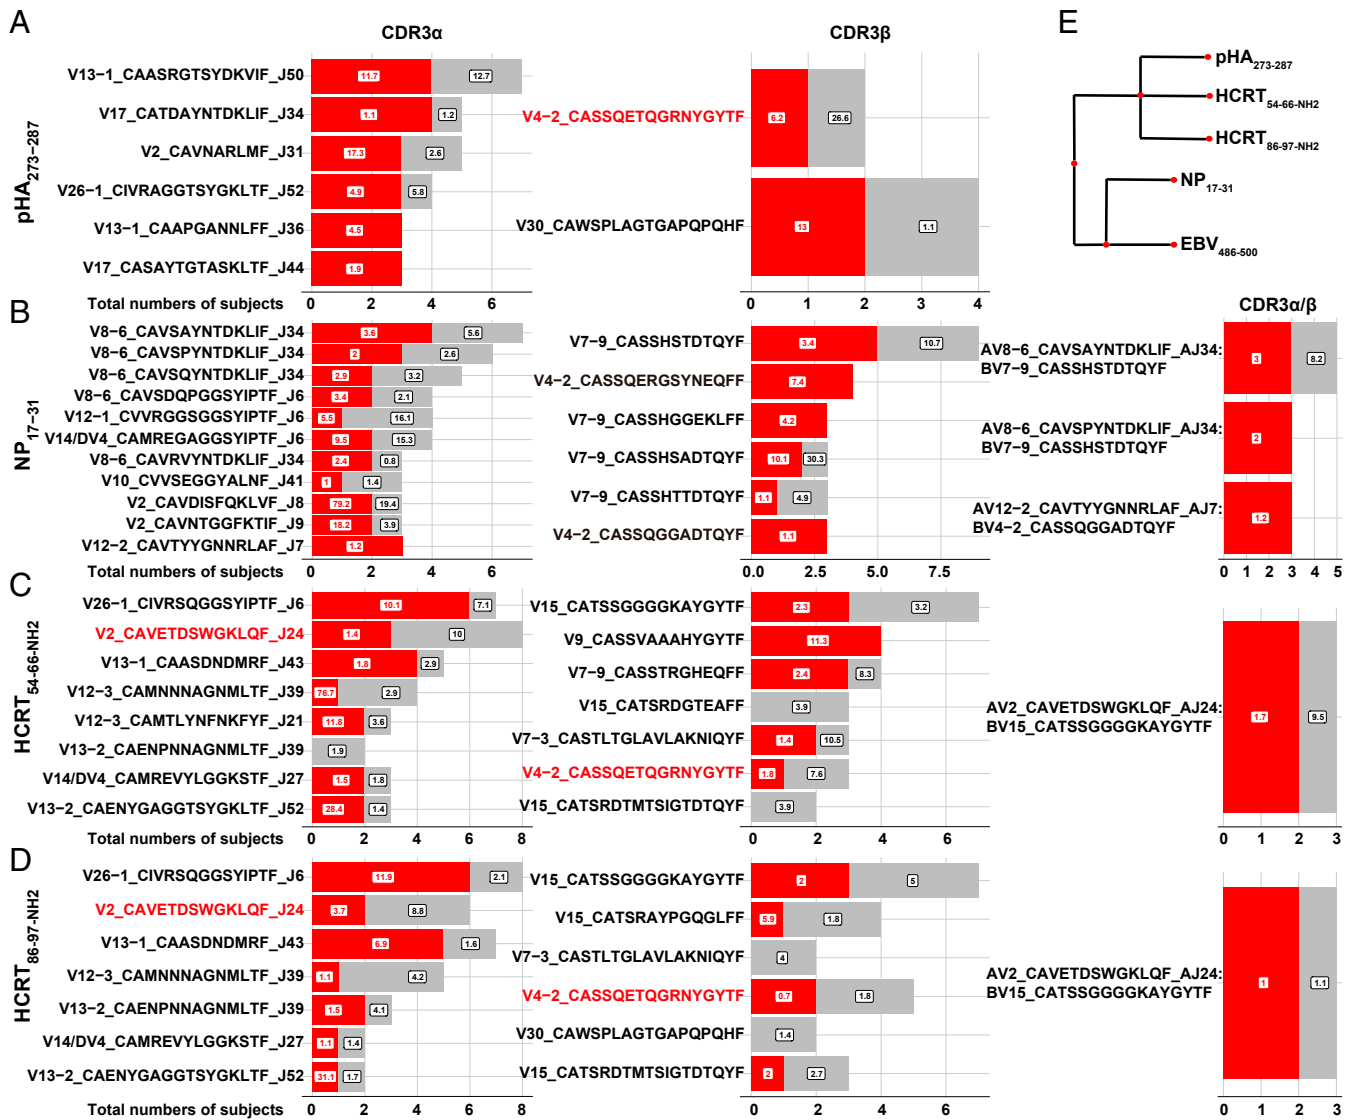 A
CDR3α
CDR3β
E
pHA273−287
V13−1_CAASRGTSYDKVIF_J50
11.7
12.7
V17_CATDAYNTDKLIF_J34
1.1
1.2
V2_CAVNARLMF_J31
17.3
2.6
V26−1_CIVRAGGTSYGKLTF_J52
4.9
5.8
V13−1_CAAPGANNLFF_J36
4.5
V17_CASAYTGTASKLTF_J44
1.9
Total numbers of subjects
0 2 4 6
V4−2_CASSQETQGRNYGYTF
6.2
26.6
V30_CAWSPLAGTGAPQPQHF
13
1.1
0 1 2 3 4
pHA273-287
HCRT54-66-NH2
HCRT86-97-NH2
NP17-31
EBV486-500
B
NP17−31
V8−6_CAVSAYNTDKLIF_J34
3.6
5.6
V8−6_CAVSPYNTDKLIF_J34
2
2.6
V8−6_CAVSQYNTDKLIF_J34
2.9
3.2
V8−6_CAVSDQPGGSYIPTF_J6
3.4
2.1
V12−1_CVVRGGSGGSYIPTF_J6
5.5
16.1
V14/DV4_CAMREGAGGSYIPTF_J6
9.5
15.3
V8−6_CAVRVYNTDKLIF_J34
2.4
0.8
V10_CVVSEGGYALNF_J41
1
1.4
V2_CAVDISFQKLVF_J8
79.2
19.4
V2_CAVNTGGFKTIF_J9
18.2
3.9
V12−2_CAVTYYGNNRLAF_J7
1.2
Total numbers of subjects
0 2 4 6
V7−9_CASSHSTDTQYF
3.4
10.7
V4−2_CASSQERGSYNEQFF
7.4
V7−9_CASSHGGEKLFF
4.2
V7−9_CASSHSADTQYF
10.1
30.3
V7−9_CASSHTTDTQYF
1.1
4.9
V4−2_CASSQGGADTQYF
1.1
0.0 2.5 5.0 7.5
CDR3α/β
AV8−6_CAVSAYNTDKLIF_AJ34:
BV7−9_CASSHSTDTQYF
3
8.2
AV8−6_CAVSPYNTDKLIF_AJ34:
BV7−9_CASSHSTDTQYF
2
AV12−2_CAVTYYGNNRLAF_AJ7:
BV4−2_CASSQGGADTQYF
1.2
0 1 2 3 4 5
C
HCRT54-66-NH2
V26−1_CIVRSQGGSYIPTF_J6
10.1
7.1
V2_CAVETDSWGKLQF_J24
1.4
10
V13−1_CAASDNDMRF_J43
1.8
2.9
V12−3_CAMNNNAGNMLTF_J39
76.7
2.9
V12−3_CAMTLYNFNKFYF_J21
11.8
3.6
V13−2_CAENPNNAGNMLTF_J39
1.9
V14/DV4_CAMREVYLGGKSTF_J27
1.5
1.8
V13−2_CAENYGAGGTSYGKLTF_J52
28.4
1.4
Total numbers of subjects
0 2 4 6 8
V15_CATSSGGGGKAYGYTF
2.3
3.2
V9_CASSVAAAHYGYTF
11.3
V7−9_CASSTRGHEQFF
2.4
8.3
V15_CATSRDGTEAFF
3.9
V7−3_CASTLTGLAVLAKNIQYF
1.4
10.5
V4−2_CASSQETQGRNYGYTF
1.8
7.6
V15_CATSRDTMTSIGTDTQYF
3.9
0 2 4 6
AV2_CAVETDSWGKLQF_AJ24:
BV15_CATSSGGGGKAYGYTF
1.7
9.5
0 1 2 3
D
HCRT86-97-NH2
V26−1_CIVRSQGGSYIPTF_J6
11.9
2.1
V2_CAVETDSWGKLQF_J24
3.7
8.8
V13−1_CAASDNDMRF_J43
6.9
1.6
V12−3_CAMNNNAGNMLTF_J39
1.1
4.2
V13−2_CAENPNNAGNMLTF_J39
1.5
4.1
V14/DV4_CAMREVYLGGKSTF_J27
1.1
1.4
V13−2_CAENYGAGGTSYGKLTF_J52
31.1
1.7
Total numbers of subjects
0 2 4 6 8
V15_CATSSGGGGKAYGYTF
2
5
V15_CATSRAYPGQGLFF
5.9
1.8
V7−3_CASTLTGLAVLAKNIQYF
4
V4−2_CASSQETQGRNYGYTF
0.7
1.8
V30_CAWSPLAGTGAPQPQHF
1.4
V15_CATSRDTMTSIGTDTQYF
2
2.7
0 2 4 6
AV2_CAVETDSWGKLQF_AJ24:
BV15_CATSSGGGGKAYGYTF
1
1.1
0 1 2 3